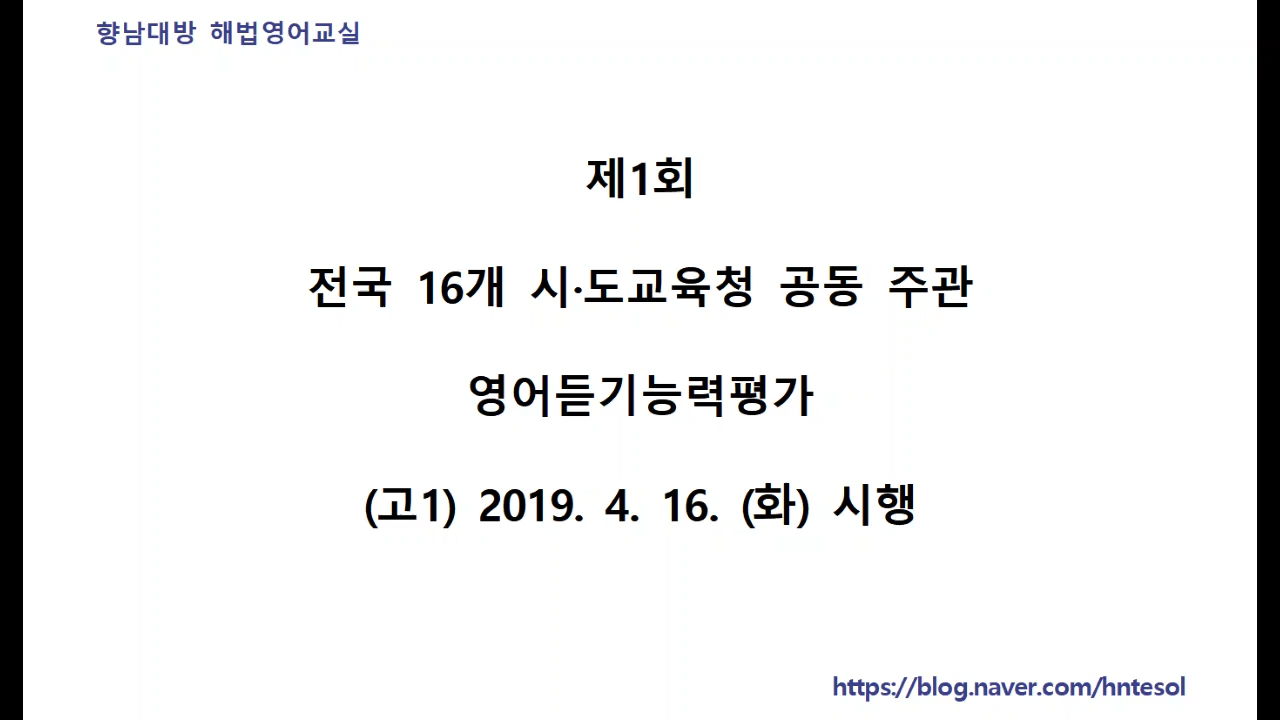 향남대방 해법영어교실
제1회
전국 16개 시·도교육청 공동 주관
영어듣기능력평가
(고1) 2019. 4. 16. (화) 시행
https://blog.naver.com/hntesol